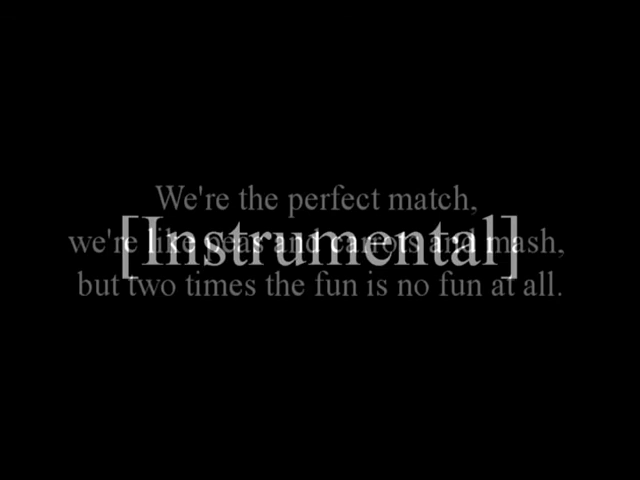 We're the perfect match,
we're like peas and carrots and mash,
[Instrumental]
but two times the fun is no fun at all.